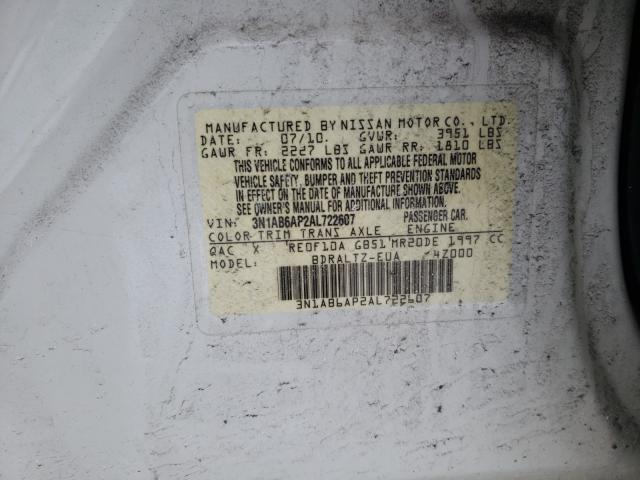 MANUFACTURED BY NISSAN MOTOR CO., LTD.
DATE: 07/10. GVWR: 3951 LBS
GAWR FR: 2227 LBS GAWR RR: 1810 LBS
THIS VEHICLE CONFORMS TO ALL APPLICABLE FEDERAL MOTOR
VEHICLE SAFETY, BUMPER AND THEFT PREVENTION STANDARDS
IN EFFECT ON THE DATE OF MANUFACTURE SHOWN ABOVE.
SEE OWNER'S MANUAL FOR ADDITIONAL INFORMATION.
VIN: 3N1AB6AP2AL722607 PASSENGER CAR.
COLOR TRIM TRANS AXLE ENGINE
QAC X RE0F10A GB51 MR20DE 1997 CC
MODEL: BDRALTZ-EUA 4Z000
3N1AB6AP2AL722607